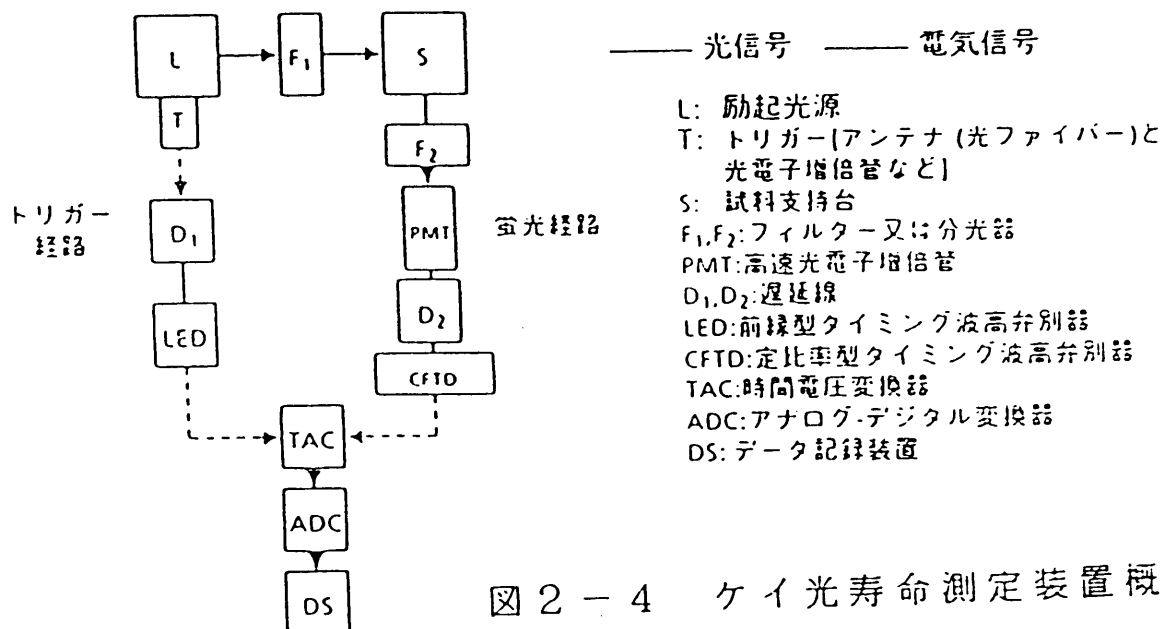 L
F₁
S
T
F₂
トリガー
経路
D₁
PMT
蛍光経路
LED
D₂
CFTD
TAC
ADC
DS
光信号 電気信号
L: 励起光源
T: トリガー[アンテナ (光ファイバー)と
光電子増倍管など]
S: 試料支持台
F₁,F₂:フィルター又は分光器
PMT:高速光電子増倍管
D₁,D₂:遅延線
LED:前縁型タイミング波高弁別器
CFTD:定比率型タイミング波高弁別器
TAC:時間電圧変換器
ADC:アナログ-デジタル変換器
DS:データ記録装置
図2-4 ケイ光寿命測定装置概